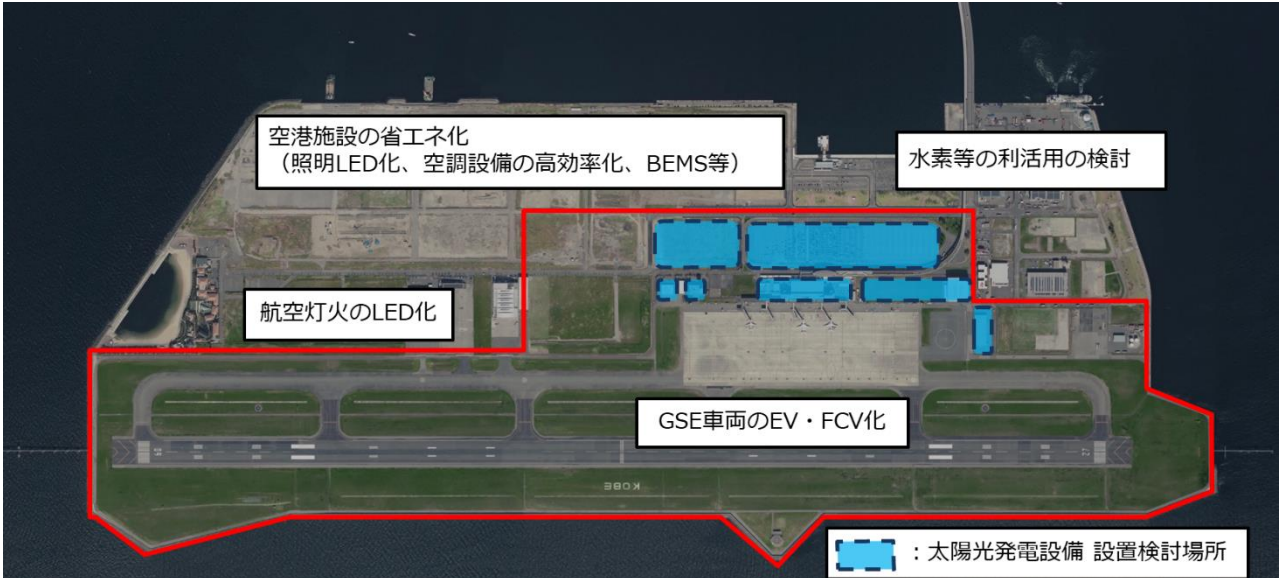 空港施設の省エネ化
（照明LED化、空調設備の高効率化、BEMS等）
水素等の利活用の検討
航空灯火のLED化
GSE車両のEV・FCV化
09
27
KOBE
：太陽光発電設備 設置検討場所